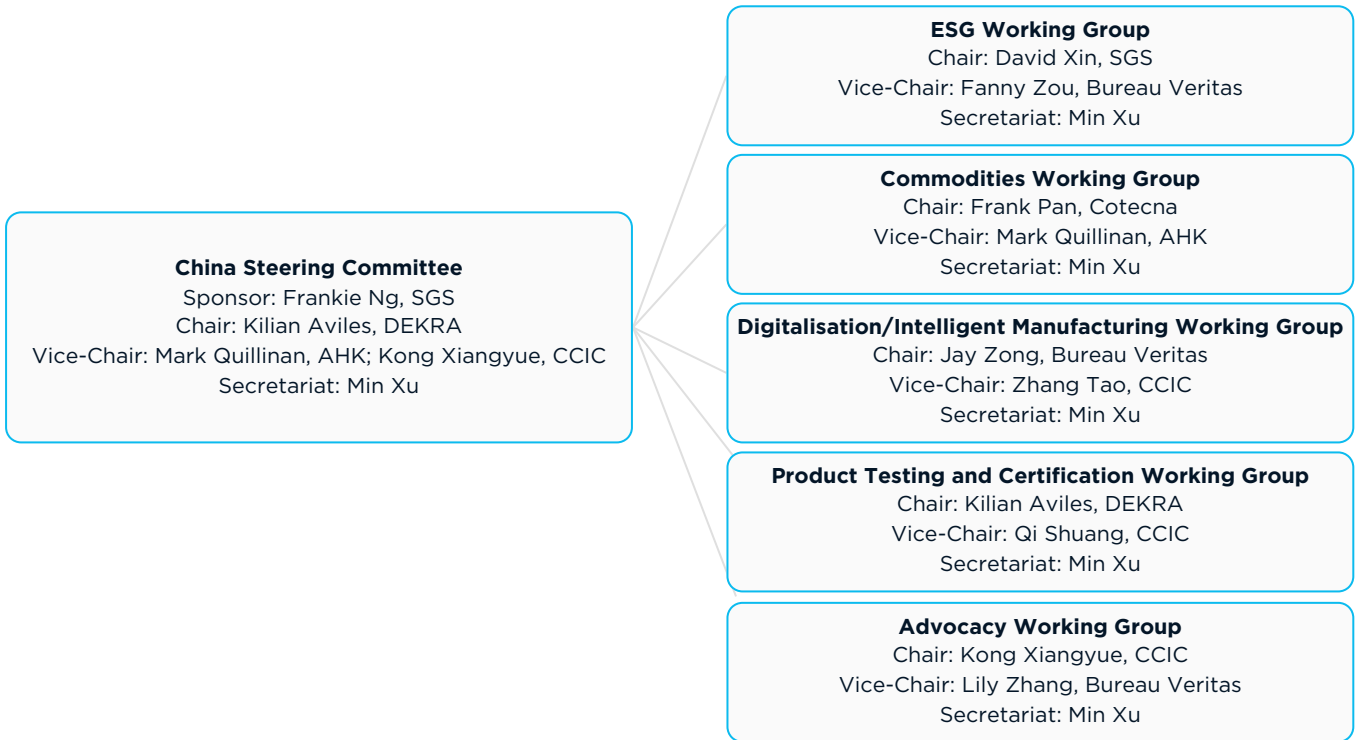 China Steering Committee
Sponsor: Frankie Ng, SGS
Chair: Kilian Aviles, DEKRA
Vice-Chair: Mark Quillinan, AHK; Kong Xiangyue, CCIC
Secretariat: Min Xu
ESG Working Group
Chair: David Xin, SGS
Vice-Chair: Fanny Zou, Bureau Veritas
Secretariat: Min Xu
Commodities Working Group
Chair: Frank Pan, Cotecna
Vice-Chair: Mark Quillinan, AHK
Secretariat: Min Xu
Digitalisation/Intelligent Manufacturing Working Group
Chair: Jay Zong, Bureau Veritas
Vice-Chair: Zhang Tao, CCIC
Secretariat: Min Xu
Product Testing and Certification Working Group
Chair: Kilian Aviles, DEKRA
Vice-Chair: Qi Shuang, CCIC
Secretariat: Min Xu
Advocacy Working Group
Chair: Kong Xiangyue, CCIC
Vice-Chair: Lily Zhang, Bureau Veritas
Secretariat: Min Xu